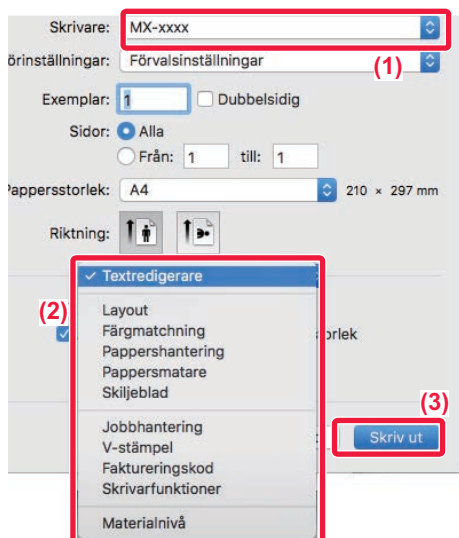 Skrivare: MX-xxxx
örinställningar: Förvalsinställningar
(1)
Exemplar: 1 Dubbelsidig
Sidor: Alla
Från: 1 till: 1
Pappersstorlek: A4 210 × 297 mm
Riktning:
✓ Textredigerare
(2)
Layout
Färgmatchning orlek
Pappershantering
Pappersmatare
Skiljeblad
(3)
Jobbhantering Skriv ut
V-stämpel
Faktureringskod
Skrivarfunktioner
Materialnivå